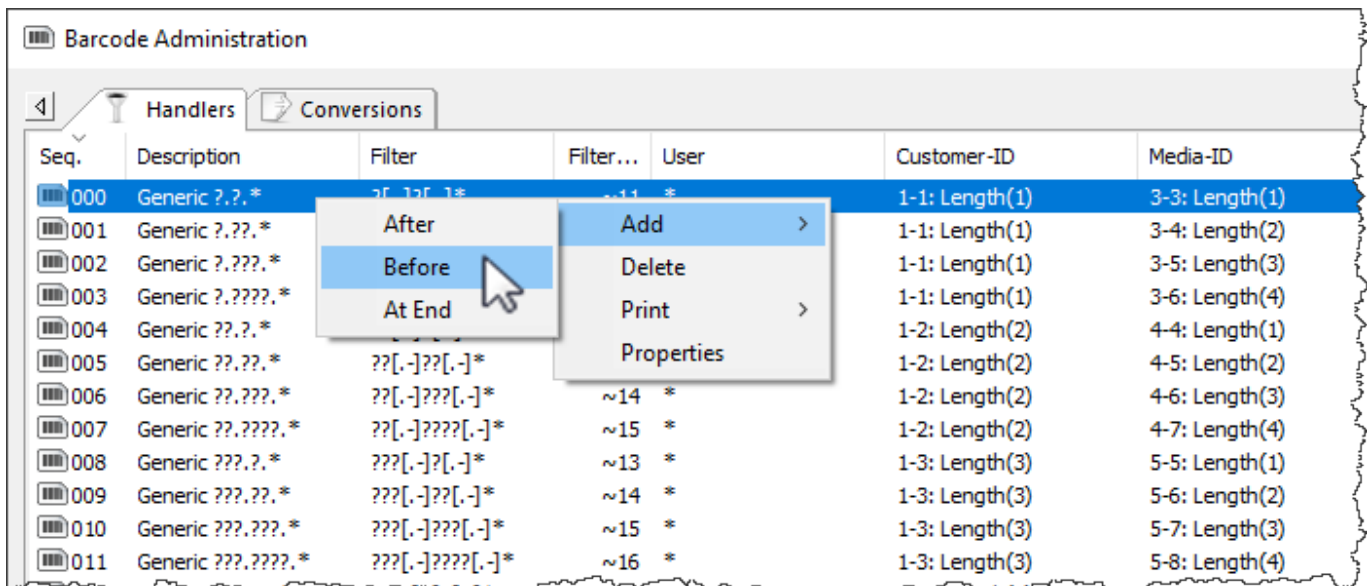 Barcode Administration
Handlers Conversions
Seq. Description Filter Filter... User Customer-ID Media-ID
000 Generic ?.?.* ?[.-]?[.-]* ~11 * 1-1: Length(1) 3-3: Length(1)
001 Generic ?.??.* After Add > 1-1: Length(1) 3-4: Length(2)
002 Generic ?.???.* Before Delete 1-1: Length(1) 3-5: Length(3)
003 Generic ?.????.* At End Print > 1-1: Length(1) 3-6: Length(4)
004 Generic ??.?.* 1-2: Length(2) 4-4: Length(1)
005 Generic ??.??.* ??[.-]??[.-]* Properties 1-2: Length(2) 4-5: Length(2)
006 Generic ??.???.* ??[.-]???[.-]* ~14 * 1-2: Length(2) 4-6: Length(3)
007 Generic ??.????.* ??[.-]????[.-]* ~15 * 1-2: Length(2) 4-7: Length(4)
008 Generic ???.?.* ???[.-]?[.-]* ~13 * 1-3: Length(3) 5-5: Length(1)
009 Generic ???.??.* ???[.-]??[.-]* ~14 * 1-3: Length(3) 5-6: Length(2)
010 Generic ???.???.* ???[.-]???[.-]* ~15 * 1-3: Length(3) 5-7: Length(3)
011 Generic ???.????.* ???[.-]????[.-]* ~16 * 1-3: Length(3) 5-8: Length(4)